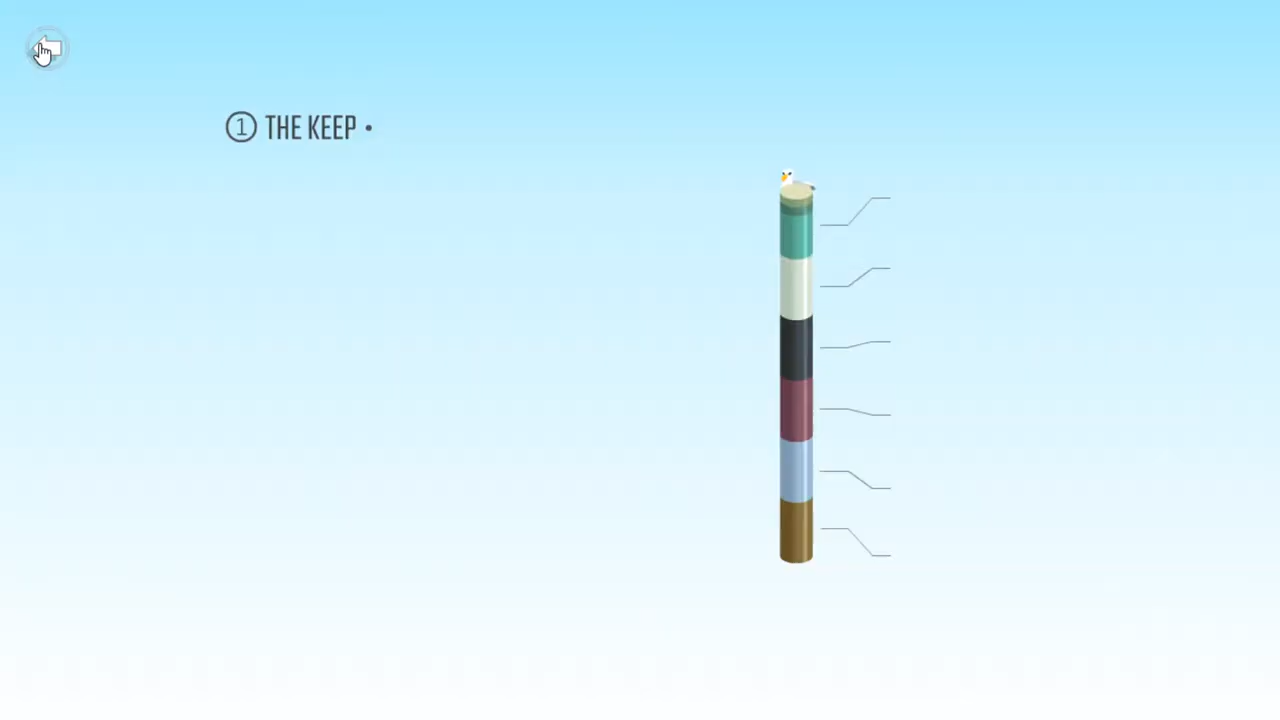 ① THE KEEP •